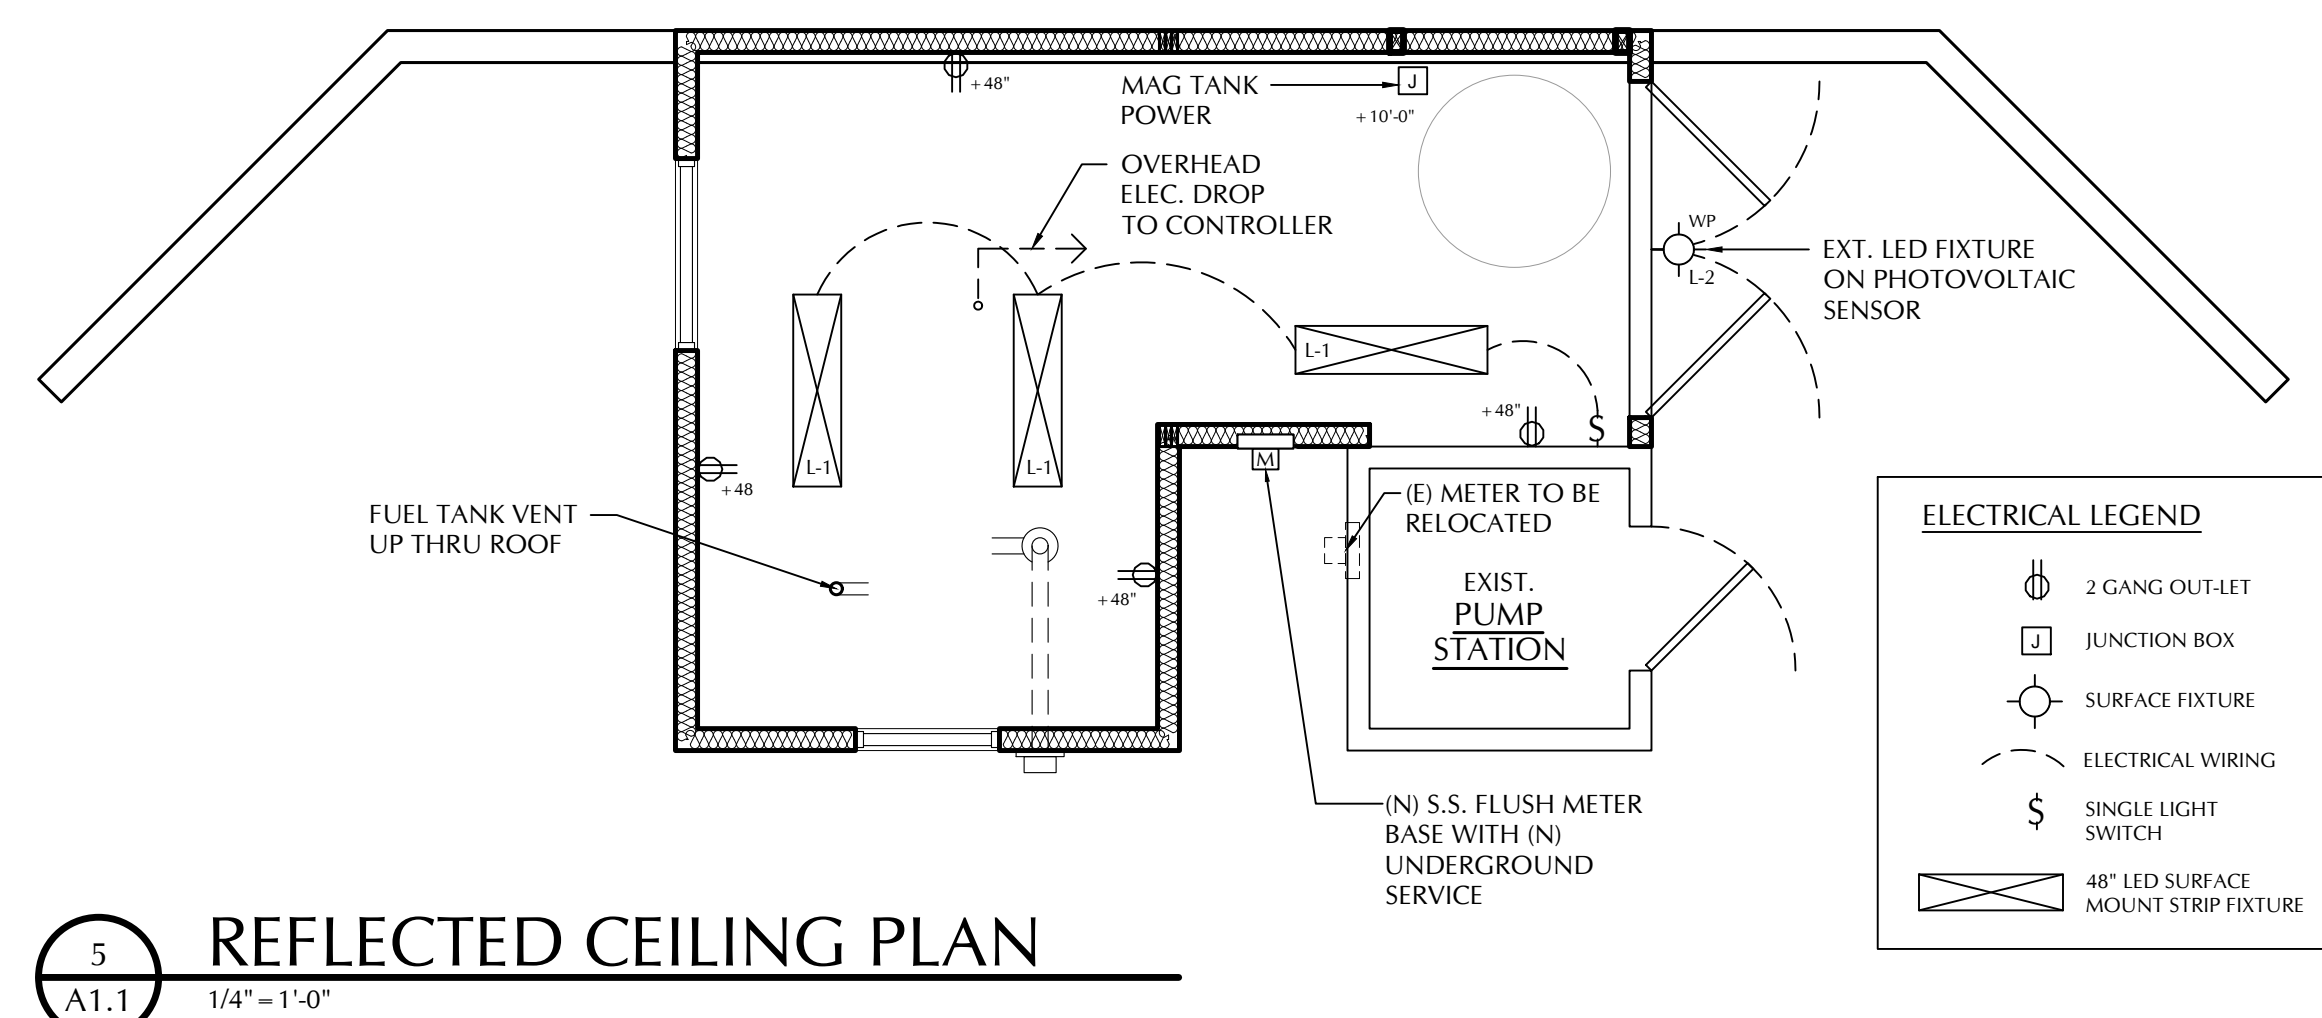 +48"
MAG TANK
POWER
J
+10'-0"
OVERHEAD
ELEC. DROP
TO CONTROLLER
WP
L-2
EXT. LED FIXTURE
ON PHOTOVOLTAIC
SENSOR
L-1
L-1
L-1
+48"
$
+48
M
FUEL TANK VENT
UP THRU ROOF
(E) METER TO BE
RELOCATED
+48"
EXIST.
PUMP
STATION
(N) S.S. FLUSH METER
BASE WITH (N)
UNDERGROUND
SERVICE
ELECTRICAL LEGEND
2 GANG OUT-LET
J JUNCTION BOX
SURFACE FIXTURE
ELECTRICAL WIRING
$ SINGLE LIGHT
SWITCH
48" LED SURFACE
MOUNT STRIP FIXTURE
5
A1.1
REFLECTED CEILING PLAN
1/4"=1'-0"